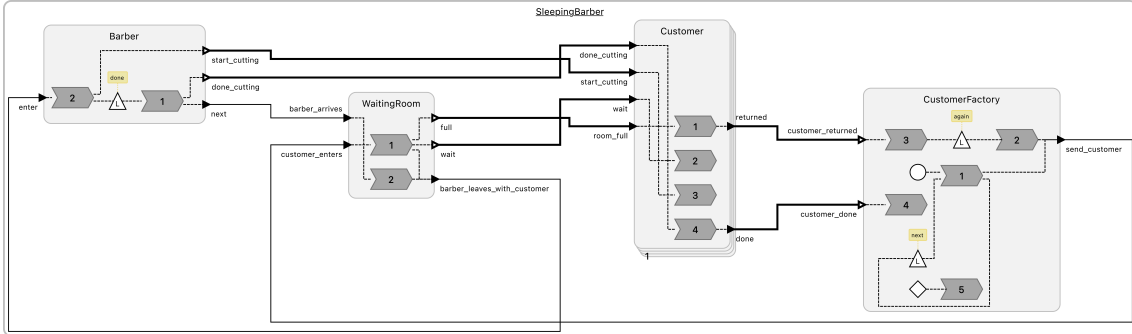 SleepingBarber
Barber
start_cutting
done
done_cutting
2
L
1
enter
next
WaitingRoom
barber_arrives
full
1
customer_enters
wait
2
barber_leaves_with_customer
Customer
done_cutting
start_cutting
wait
room_full
1
returned
2
3
4
done
1
CustomerFactory
again
customer_returned
3
L
2
send_customer
1
4
customer_done
next
L
5